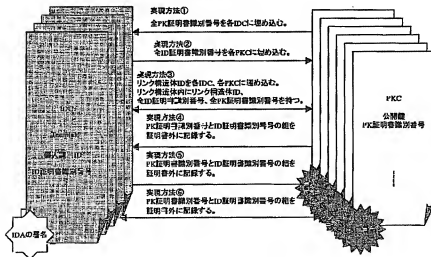 実現方法①
全PK証明書識別番号を各IDCに埋め込む。
実現方法②
全ID証明書識別番号を各PKCに埋め込む。
実現方法③
リンク構造体IDを各IDC、各PKCに埋め込む。
リンク構造体内にリンク構造体ID、
全ID証明書識別番号、全PK証明書識別番号を持つ。
実現方法④
PK証明書識別番号とID証明書識別番号の組を
証明書外に記録する。
実現方法⑤
PK証明書識別番号とID証明書識別番号の組を
証明書外に記録する。
実現方法⑥
PK証明書識別番号とID証明書識別番号の組を
証明書外に記録する。
ID証明書識別番号
IDAの署名
PKC
公開鍵
PK証明書識別番号